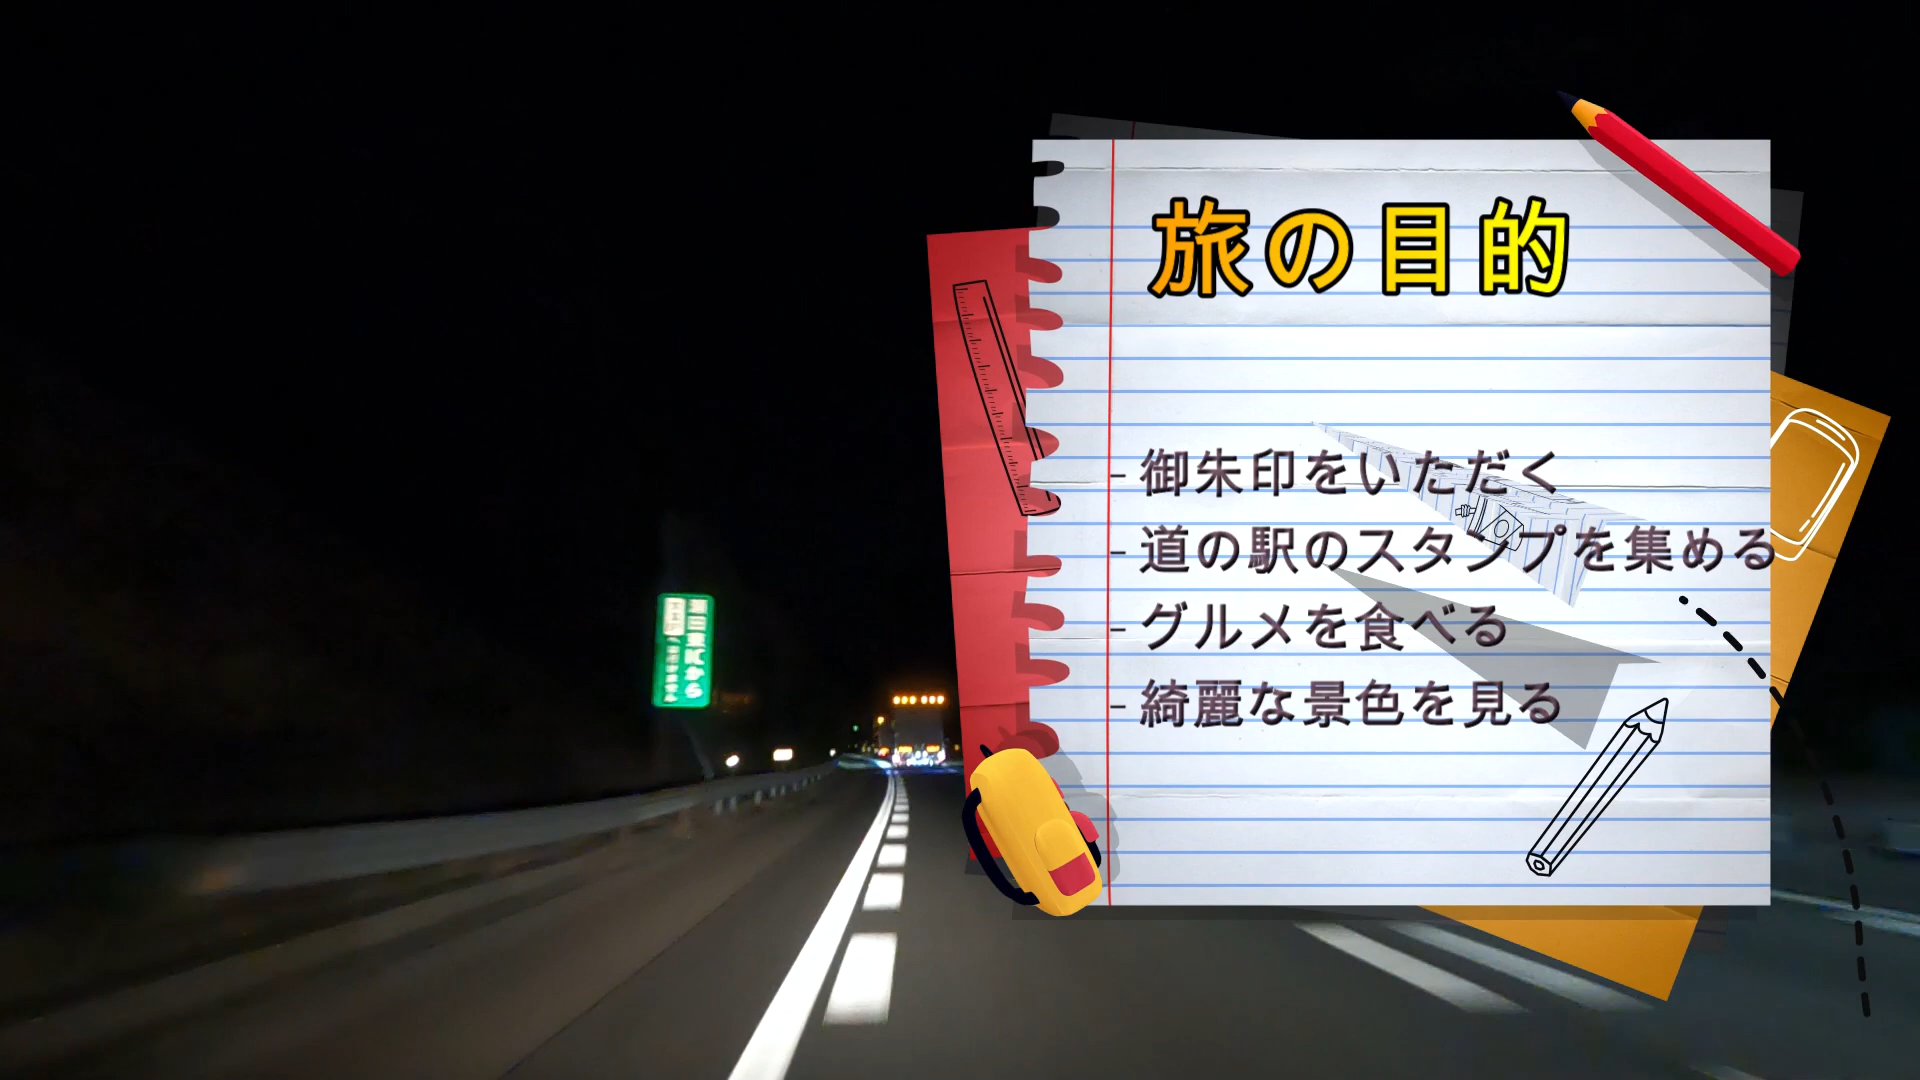 旅の目的
- 御朱印をいただく
- 道の駅のスタンプを集める
- グルメを食べる
- 綺麗な景色を見る